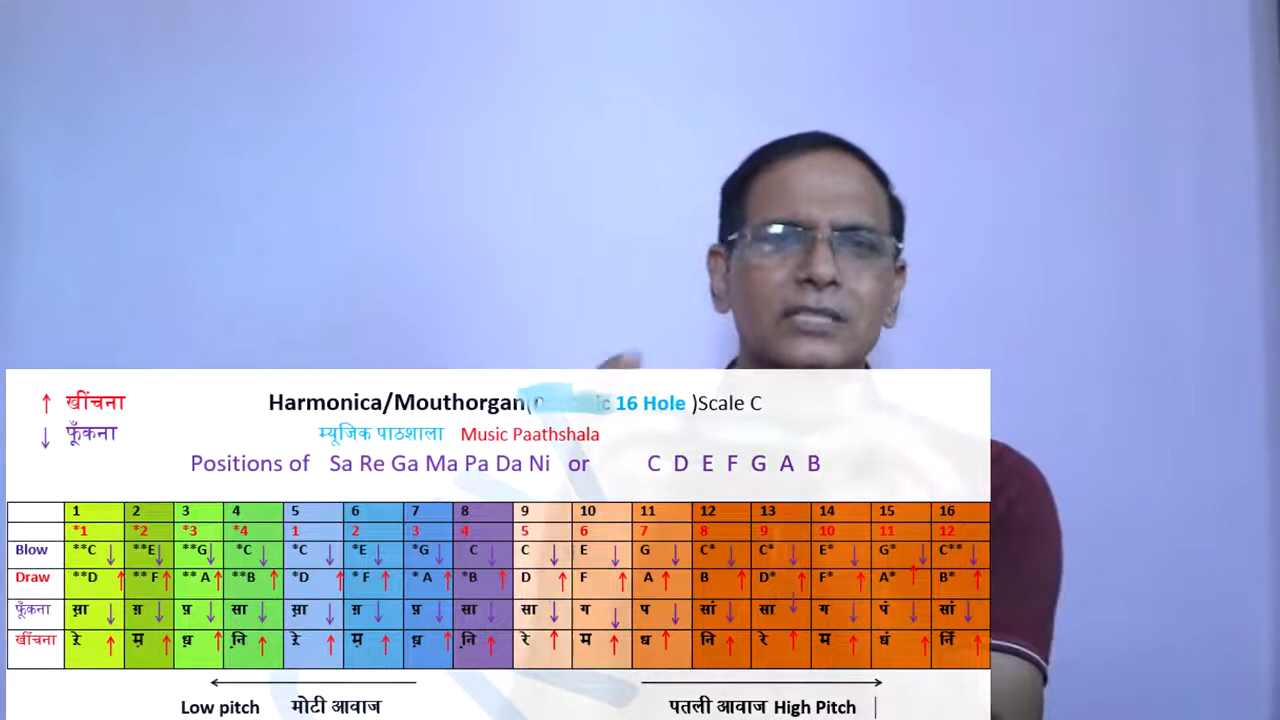 ↑ खींचना Harmonica/Mouthorgan( 16 Hole )Scale C
↓ फूँकना म्यूजिक पाठशाला Music Paathshala
Positions of Sa Re Ga Ma Pa Da Ni or C D E F G A B
1 2 3 4 5 6 7 8 9 10 11 12 13 14 15 16
*1 *2 *3 *4 1 2 3 4 5 6 7 8 9 10 11 12
Blow **C ↓ **E ↓ **G ↓ *C ↓ *C ↓ *E ↓ *G ↓ C ↓ C ↓ E ↓ G ↓ C* ↓ C* ↓ E* ↓ G* ↓ C** ↓
Draw **D ↑ ** F ↑ ** A ↑ **B ↑ *D ↑ * F ↑ * A ↑ *B ↑ D ↑ F ↑ A ↑ B ↑ D* ↑ F* ↑ A* ↑ B* ↑
फूँकना सा़ ↓ ग़ ↓ प़ ↓ सा ↓ सा़ ↓ ग़ ↓ प़ ↓ सा ↓ सा ↓ ग ↓ प ↓ सां ↓ सा ↓ ग ↓ पं ↓ सां ↓
खींचना रे़ ↑ म़ ↑ ध़ ↑ ऩि ↑ रे़ ↑ म़ ↑ ध़ ↑ ऩि ↑ रे ↑ म ↑ ध ↑ नि ↑ रे ↑ म ↑ धं ↑ निं ↑
Low pitch मोटी आवाज पतली आवाज High Pitch